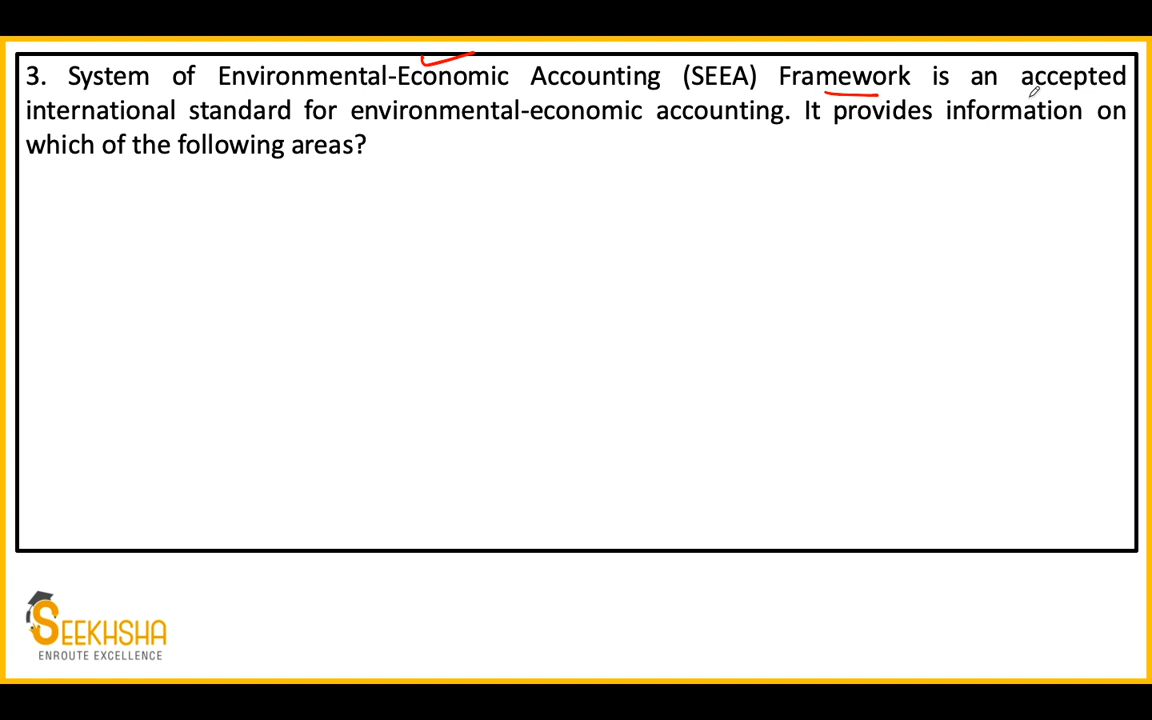 3. System of Environmental-Economic Accounting (SEEA) Framework is an accepted
international standard for environmental-economic accounting. It provides information on
which of the following areas?
SEEKHSHA
ENROUTE EXCELLENCE